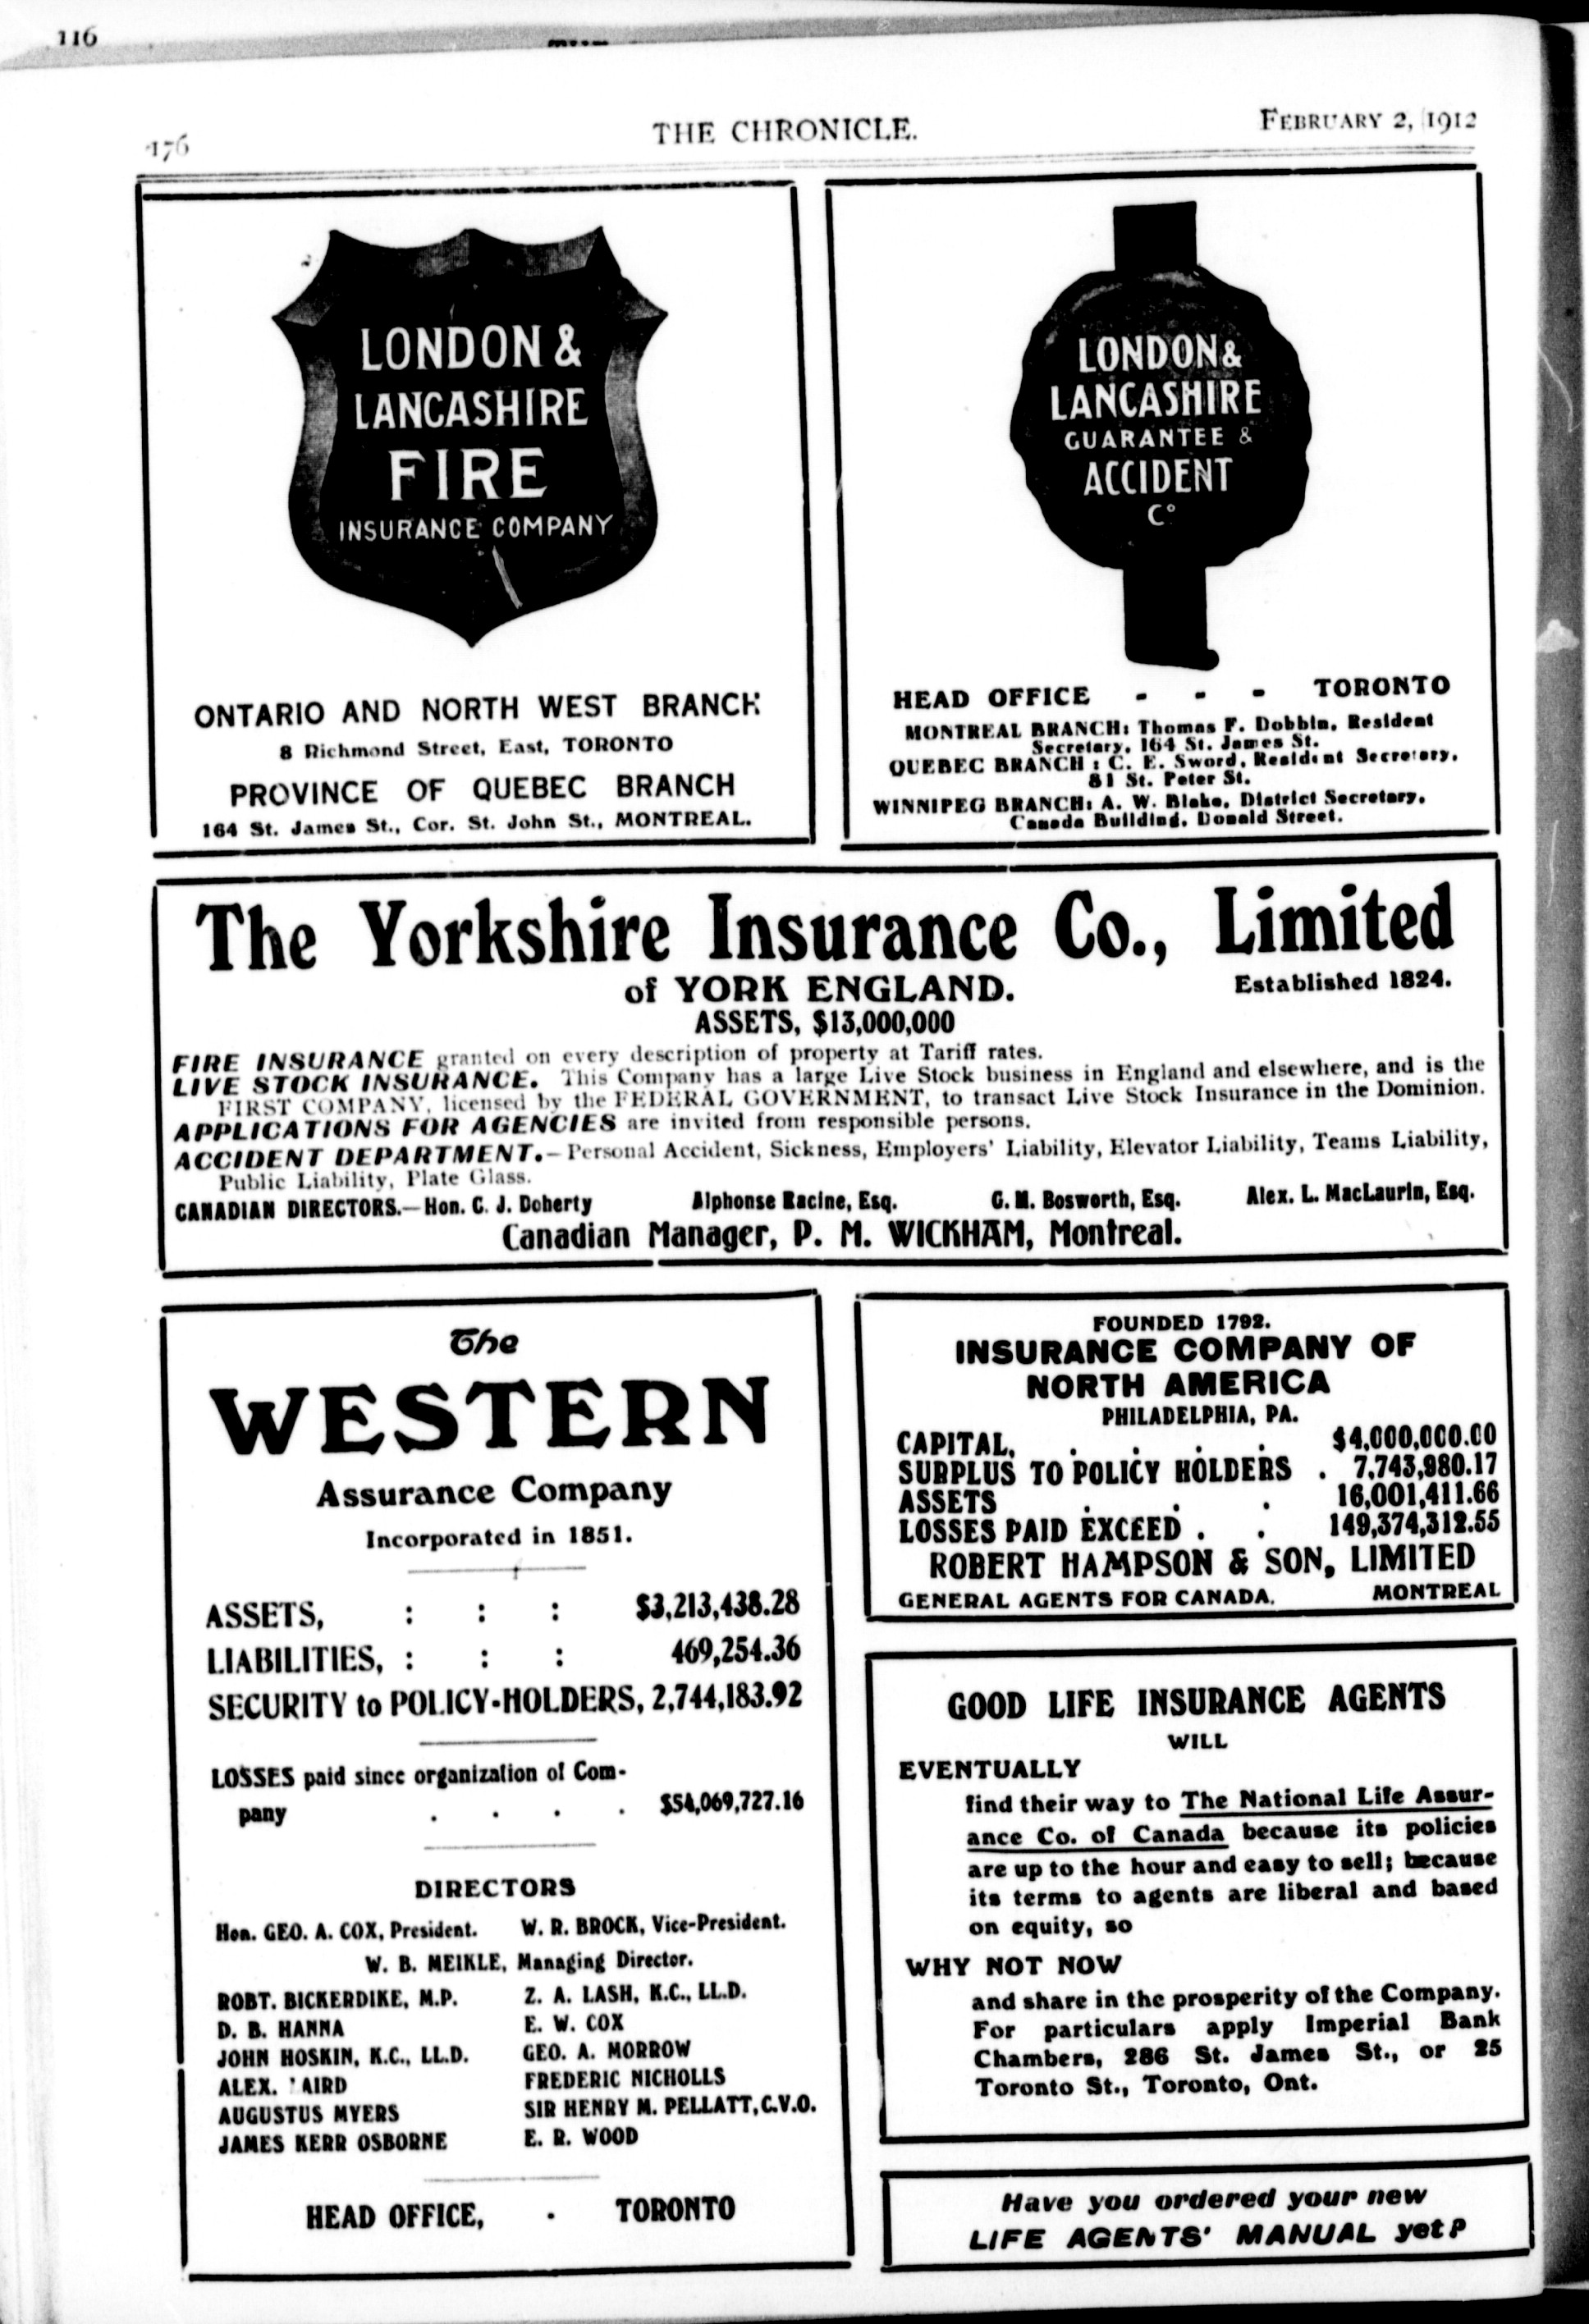 116
176
THE CHRONICLE.
FEBRUARY 2, 1912
LONDON &
LANCASHIRE
FIRE
INSURANCE COMPANY
ONTARIO AND NORTH WEST BRANCH
8 Richmond Street, East, TORONTO
PROVINCE OF QUEBEC BRANCH
164 St. James St., Cor. St. John St., MONTREAL.
LONDON &
LANCASHIRE
GUARANTEE &
ACCIDENT
Co
HEAD OFFICE - - - TORONTO
MONTREAL BRANCH: Thomas F. Dobbin, Resident
Secretary, 164 St. James St.
QUEBEC BRANCH : C. E. Sword, Resident Secretary,
81 St. Peter St.
WINNIPEG BRANCH: A. W. Blake, District Secretary,
Canada Building, Donald Street.
The Yorkshire Insurance Co., Limited
of YORK ENGLAND.
Established 1824.
ASSETS, $13,000,000
FIRE INSURANCE granted on every description of property at Tariff rates.
LIVE STOCK INSURANCE. This Company has a large Live Stock business in England and elsewhere, and is the
FIRST COMPANY, licensed by the FEDERAL GOVERNMENT, to transact Live Stock Insurance in the Dominion.
APPLICATIONS FOR AGENCIES are invited from responsible persons.
ACCIDENT DEPARTMENT.—Personal Accident, Sickness, Employers' Liability, Elevator Liability, Teams Liability,
Public Liability, Plate Glass.
CANADIAN DIRECTORS.—Hon. C. J. Doherty Alphonse Racine, Esq. G. M. Bosworth, Esq. Alex. L. MacLaurin, Esq.
Canadian Manager, P. M. WICKHAM, Montreal.
The
WESTERN
Assurance Company
Incorporated in 1851.
ASSETS, : : : $3,213,438.28
LIABILITIES, : : : 469,254.36
SECURITY to POLICY-HOLDERS, 2,744,183.92
LOSSES paid since organization of Com-
pany . . . . $54,069,727.16
DIRECTORS
Hon. GEO. A. COX, President. W. R. BROCK, Vice-President.
W. B. MEIKLE, Managing Director.
ROBT. BICKERDIKE, M.P. Z. A. LASH, K.C., LL.D.
D. B. HANNA E. W. COX
JOHN HOSKIN, K.C., LL.D. GEO. A. MORROW
ALEX. LAIRD FREDERIC NICHOLLS
AUGUSTUS MYERS SIR HENRY M. PELLATT, C.V.O.
JAMES KERR OSBORNE E. R. WOOD
HEAD OFFICE, . TORONTO
FOUNDED 1792.
INSURANCE COMPANY OF
NORTH AMERICA
PHILADELPHIA, PA.
CAPITAL, . . . . $4,000,000.00
SURPLUS TO POLICY HOLDERS . 7,743,980.17
ASSETS . . . 16,001,411.66
LOSSES PAID EXCEED . . 149,374,312.55
ROBERT HAMPSON & SON, LIMITED
GENERAL AGENTS FOR CANADA. MONTREAL
GOOD LIFE INSURANCE AGENTS
WILL
EVENTUALLY
find their way to The National Life Assur-
ance Co. of Canada because its policies
are up to the hour and easy to sell; because
its terms to agents are liberal and based
on equity, so
WHY NOT NOW
and share in the prosperity of the Company.
For particulars apply Imperial Bank
Chambers, 286 St. James St., or 25
Toronto St., Toronto, Ont.
Have you ordered your new
LIFE AGENTS' MANUAL yet?